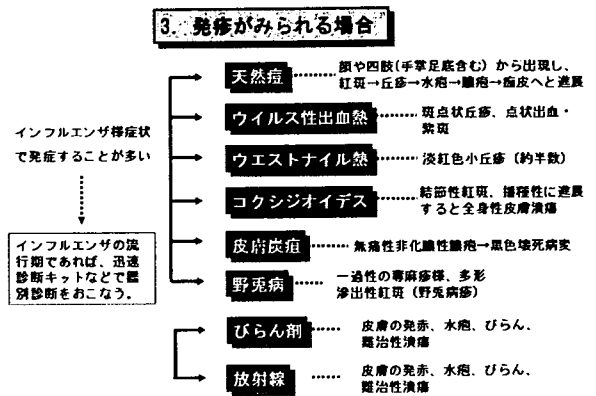 3. 発疹がみられる場合
天然痘
顔や四肢(手掌足底含む)から出現し、
紅斑→丘疹→水疱→膿疱→痂皮へと進展
インフルエンザ様症状
で発症することが多い
ウイルス性出血熱
斑点状丘疹、点状出血・
紫斑
ウエストナイル熱
淡紅色小丘疹(約半数)
コクシジオイデス
結節性紅斑、播種性に進展
すると全身性皮膚潰瘍
インフルエンザの流
行期であれば、迅速
診断キットなどで鑑
別診断をおこなう。
皮膚炭疽
無痛性非化膿性膿疱→黒色壊死病変
野兎病
一過性の蕁麻疹様、多形
滲出性紅斑(野兎病疹)
びらん剤
皮膚の発赤、水疱、びらん、
難治性潰瘍
放射線
皮膚の発赤、水疱、びらん、
難治性潰瘍